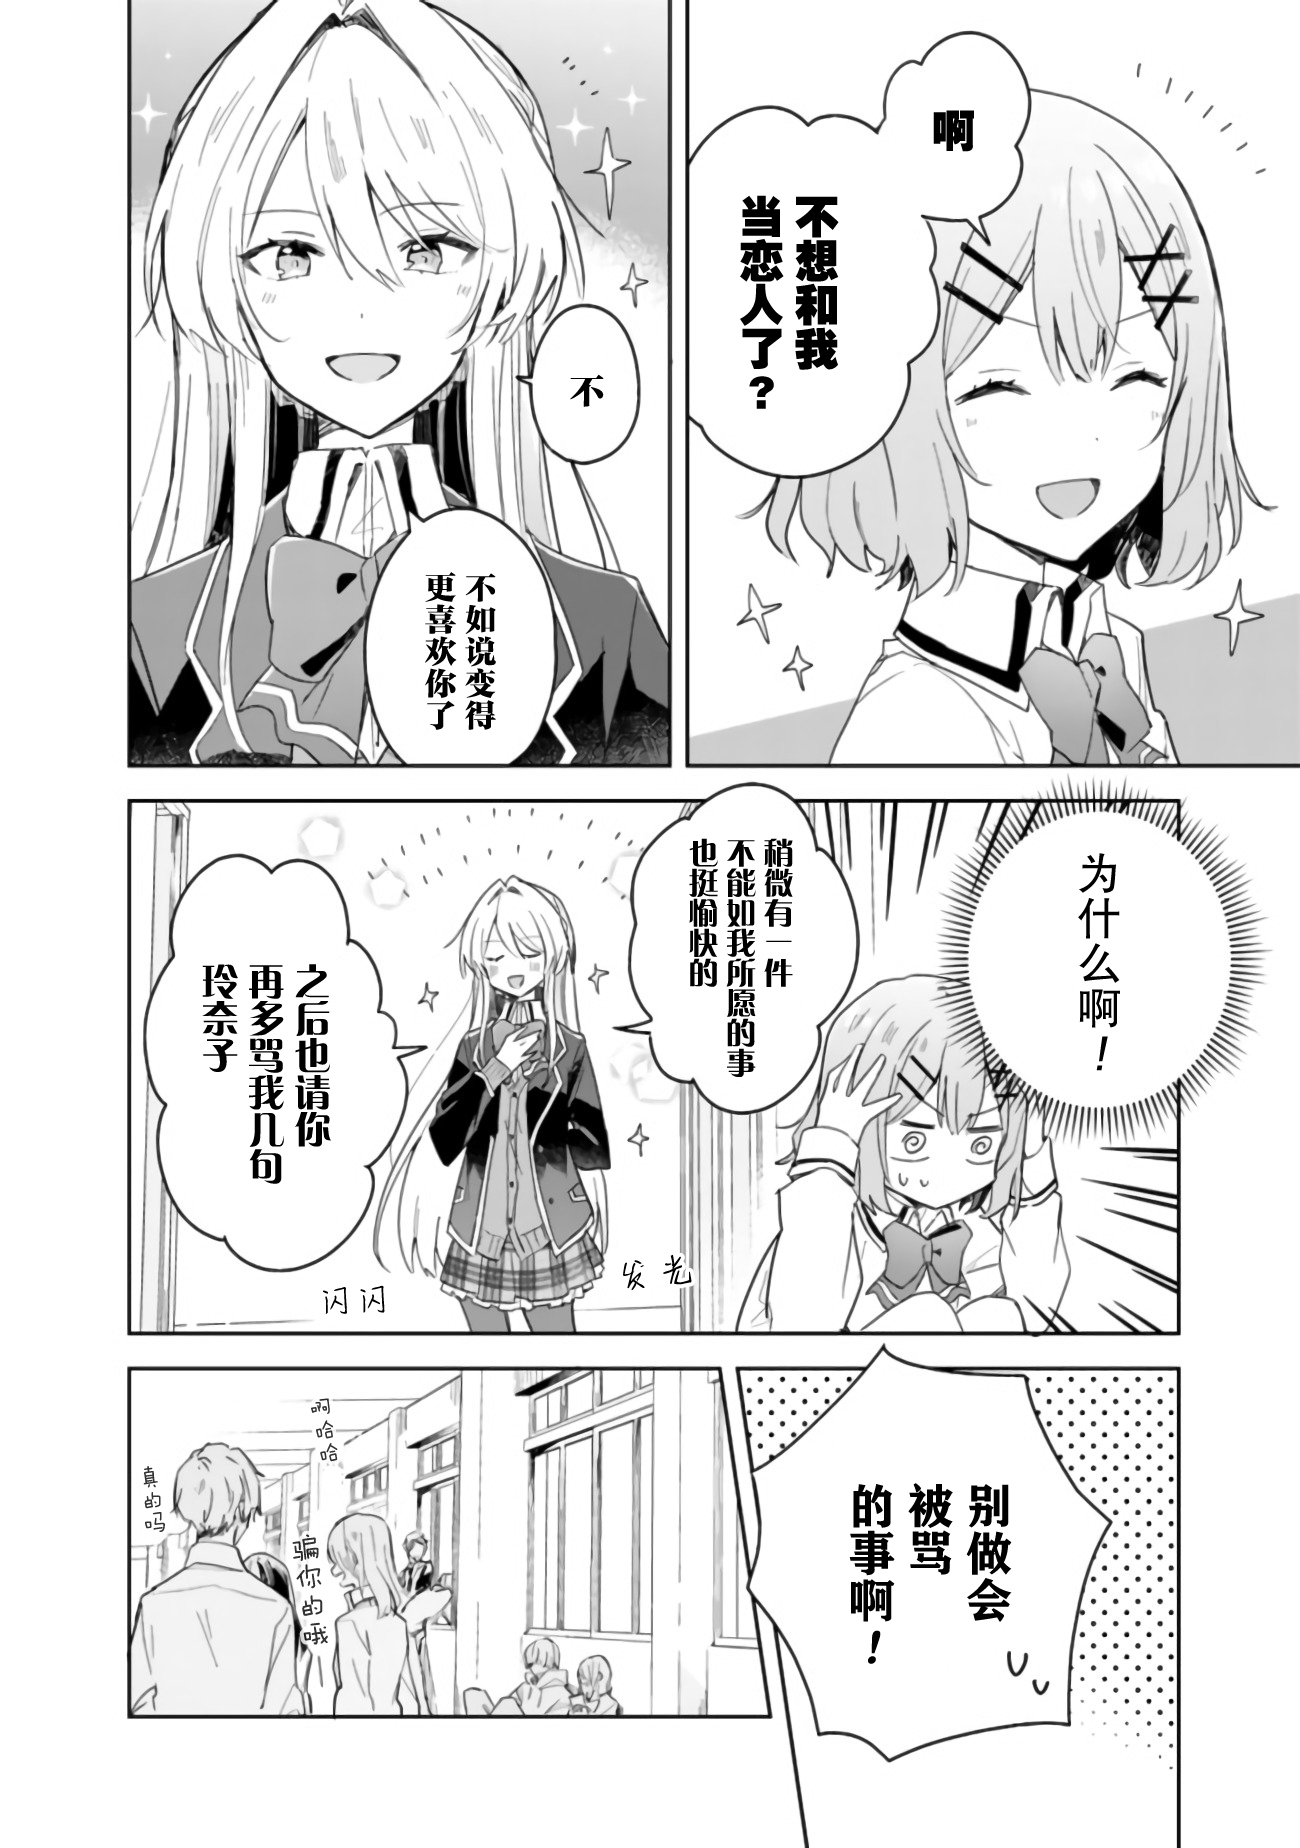 啊
不想和我
当恋人了？
不
不如说变得
更喜欢你了
为什么啊！
稍微有一件
不能如我所愿的事
也挺愉快的
之后也请你
再多骂我几句
玲奈子
发光
闪闪
别做会
被骂
的事啊！
啊哈哈
真的吗
骗你的哦